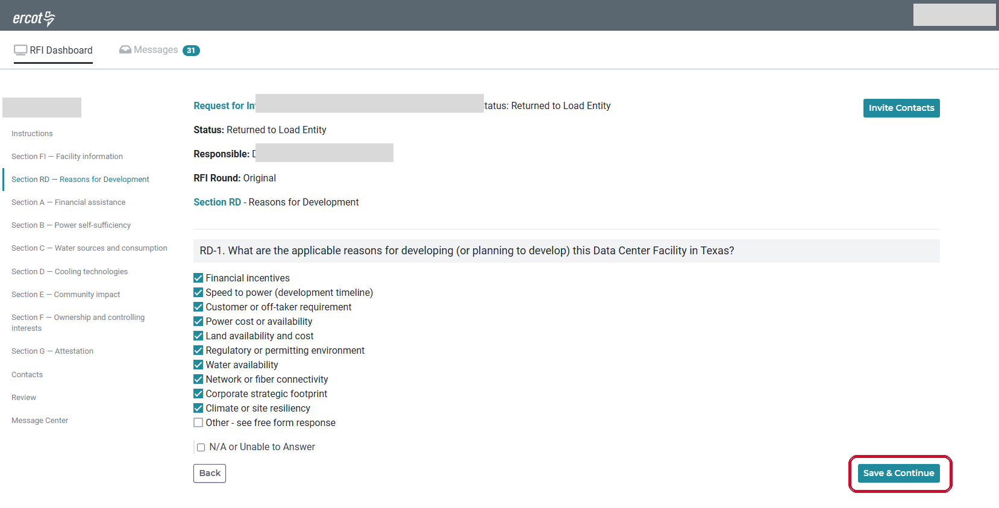 ercot
RFI Dashboard
Messages 31
Instructions
Section FI — Facility information
Section RD — Reasons for Development
Section A — Financial assistance
Section B — Power self-sufficiency
Section C — Water sources and consumption
Section D — Cooling technologies
Section E — Community impact
Section F — Ownership and controlling
interests
Section G — Attestation
Contacts
Review
Message Center
Request for Status: Returned to Load Entity
Invite Contacts
Status: Returned to Load Entity
Responsible:
RFI Round: Original
Section RD - Reasons for Development
RD-1. What are the applicable reasons for developing (or planning to develop) this Data Center Facility in Texas?
Financial incentives
Speed to power (development timeline)
Customer or off-taker requirement
Power cost or availability
Land availability and cost
Regulatory or permitting environment
Water availability
Network or fiber connectivity
Corporate strategic footprint
Climate or site resiliency
Other - see free form response
N/A or Unable to Answer
Back
Save & Continue